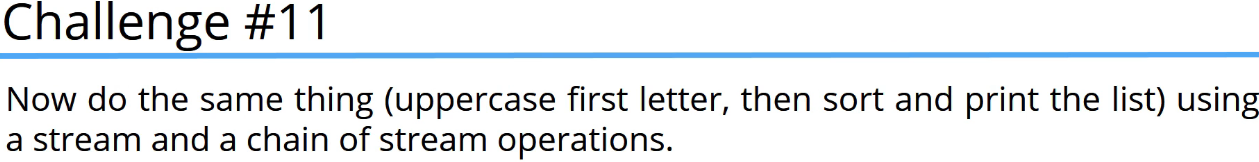 Challenge #11
Now do the same thing (uppercase first letter, then sort and print the list) using
a stream and a chain of stream operations.